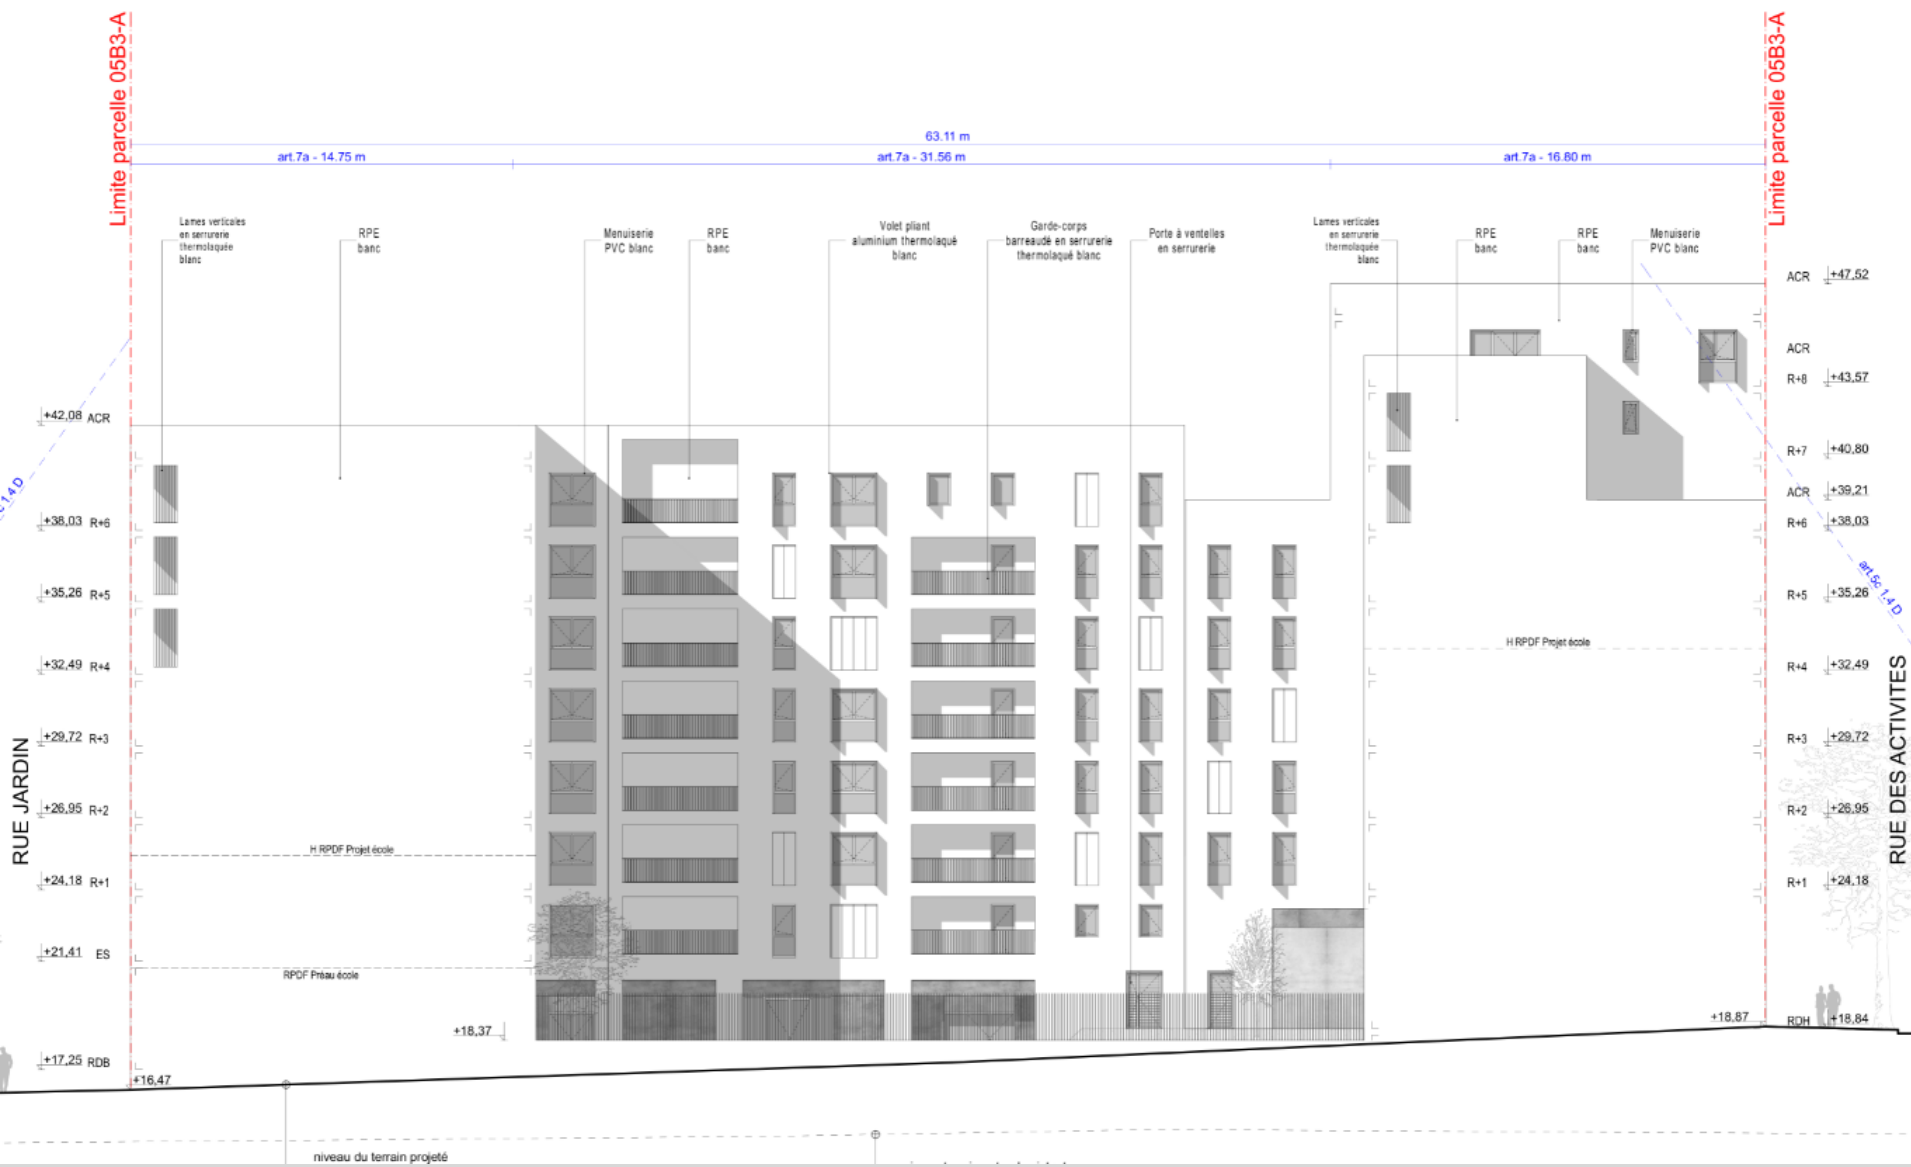 Limite parcelle 05B3-A
Limite parcelle 05B3-A
63.11 m
art.7a - 14.75 m
art.7a - 31.56 m
art.7a - 16.80 m
Lames verticales
en serrurerie
thermolaquée
blanc
RPE
banc
Menuiserie
PVC blanc
RPE
banc
Volet pliant
aluminium thermolaqué
blanc
Garde-corps
barreaudé en serrurerie
thermolaqué blanc
Porte à ventelles
en serrurerie
Lames verticales
en serrurerie
thermolaquée
blanc
RPE
banc
RPE
banc
Menuiserie
PVC blanc
ACR +47,52
ACR
R+8 +43,57
R+7 +40,80
ACR +39,21
R+6 +38,03
R+5 +35,26
R+4 +32,49
R+3 +29,72
R+2 +26,95
R+1 +24,18
RDH +18,84
+18,87
art.5c 1.4 D
RUE DES ACTIVITES
H RPDF Projet école
+42,08 ACR
1.4 D
+38,03 R+6
+35,26 R+5
+32,49 R+4
+29,72 R+3
+26,95 R+2
+24,18 R+1
+21,41 ES
+17,25 RDB
+16,47
RUE JARDIN
H RPDF Projet école
RPDF Préau école
+18,37
niveau du terrain projeté